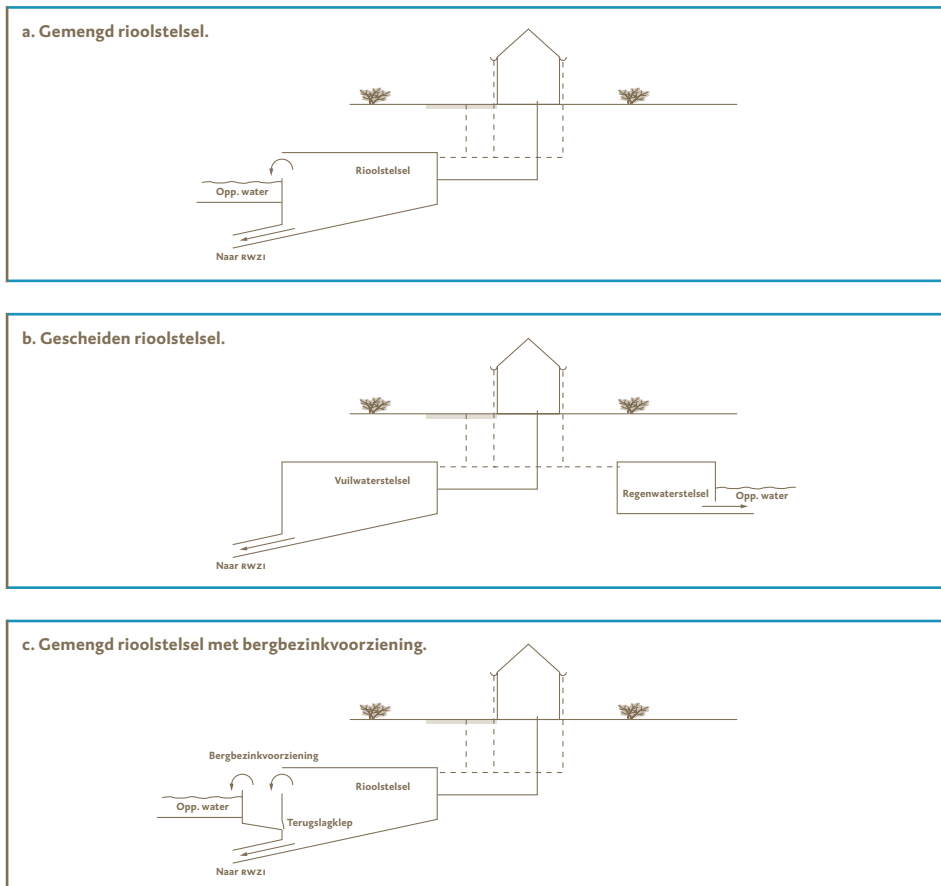 a. Gemengd rioolstelsel.
Rioolstelsel
Opp. water
Naar RWZI
b. Gescheiden rioolstelsel.
Vuilwaterstelsel
Regenwaterstelsel
Opp. water
Naar RWZI
c. Gemengd rioolstelsel met bergbezinkvoorziening.
Bergbezinkvoorziening
Rioolstelsel
Opp. water
Terugslagklep
Naar RWZI